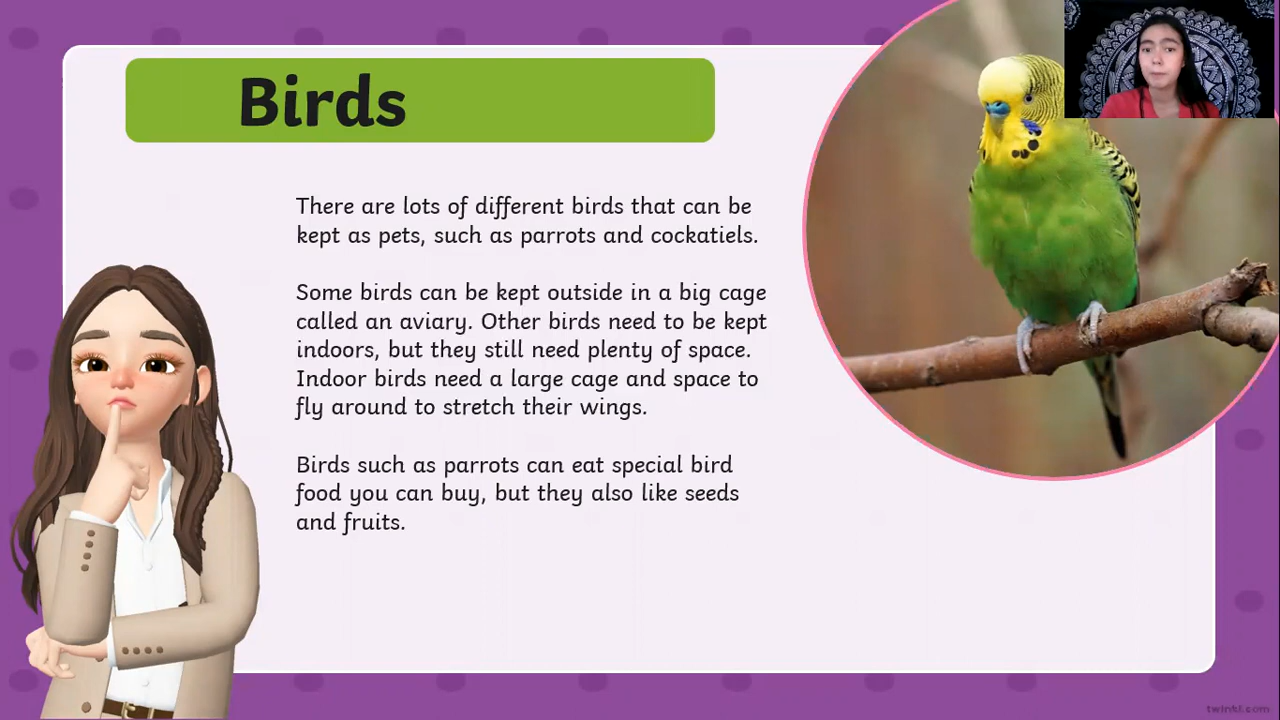 Birds
There are lots of different birds that can be
kept as pets, such as parrots and cockatiels.
Some birds can be kept outside in a big cage
called an aviary. Other birds need to be kept
indoors, but they still need plenty of space.
Indoor birds need a large cage and space to
fly around to stretch their wings.
Birds such as parrots can eat special bird
food you can buy, but they also like seeds
and fruits.
twinkl.com